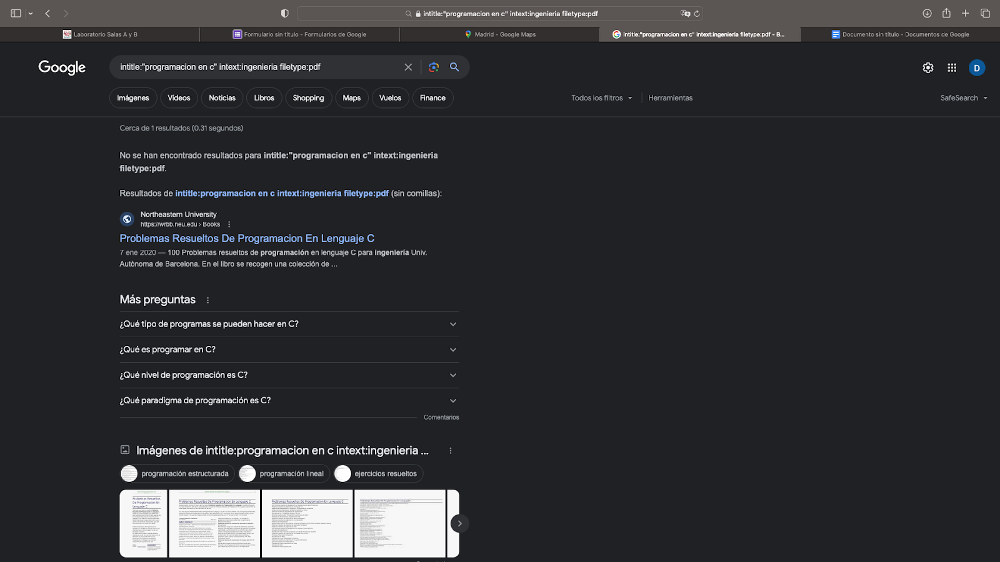 intitle:"programacion en c" intext:ingenieria filetype:pdf
Laboratorio Salas A y B
Formulario sin título - Formularios de Google
Madrid - Google Maps
intitle:"programacion en c" intext:ingenieria filetype:pdf - B...
Documento sin título - Documentos de Google
Google
intitle:"programacion en c" intext:ingenieria filetype:pdf
D
Imágenes
Vídeos
Noticias
Libros
Shopping
Maps
Vuelos
Finance
Todos los filtros
Herramientas
SafeSearch
Cerca de 1 resultados (0.31 segundos)
No se han encontrado resultados para intitle:"programacion en c" intext:ingenieria
filetype:pdf.
Resultados de intitle:programacion en c intext:ingenieria filetype:pdf (sin comillas):
Northeastern University
https://wrbb.neu.edu › Books
Problemas Resueltos De Programacion En Lenguaje C
7 ene 2020 — 100 Problemas resueltos de programación en lenguaje C para ingeniería Univ.
Autònoma de Barcelona. En el libro se recogen una colección de ...
Más preguntas
¿Qué tipo de programas se pueden hacer en C?
¿Qué es programar en C?
¿Qué nivel de programación es C?
¿Qué paradigma de programación es C?
Comentarios
Imágenes de intitle:programacion en c intext:ingenieria ...
programación estructurada
programación lineal
ejercicios resueltos
Problemas Resueltos
De Programacion En
Lenguaje C
Problemas Resueltos De Programacion En Lenguaje C
Problemas Resueltos De Programacion En Lenguaje C
Problemas Resueltos De Programacion En Lenguaje C